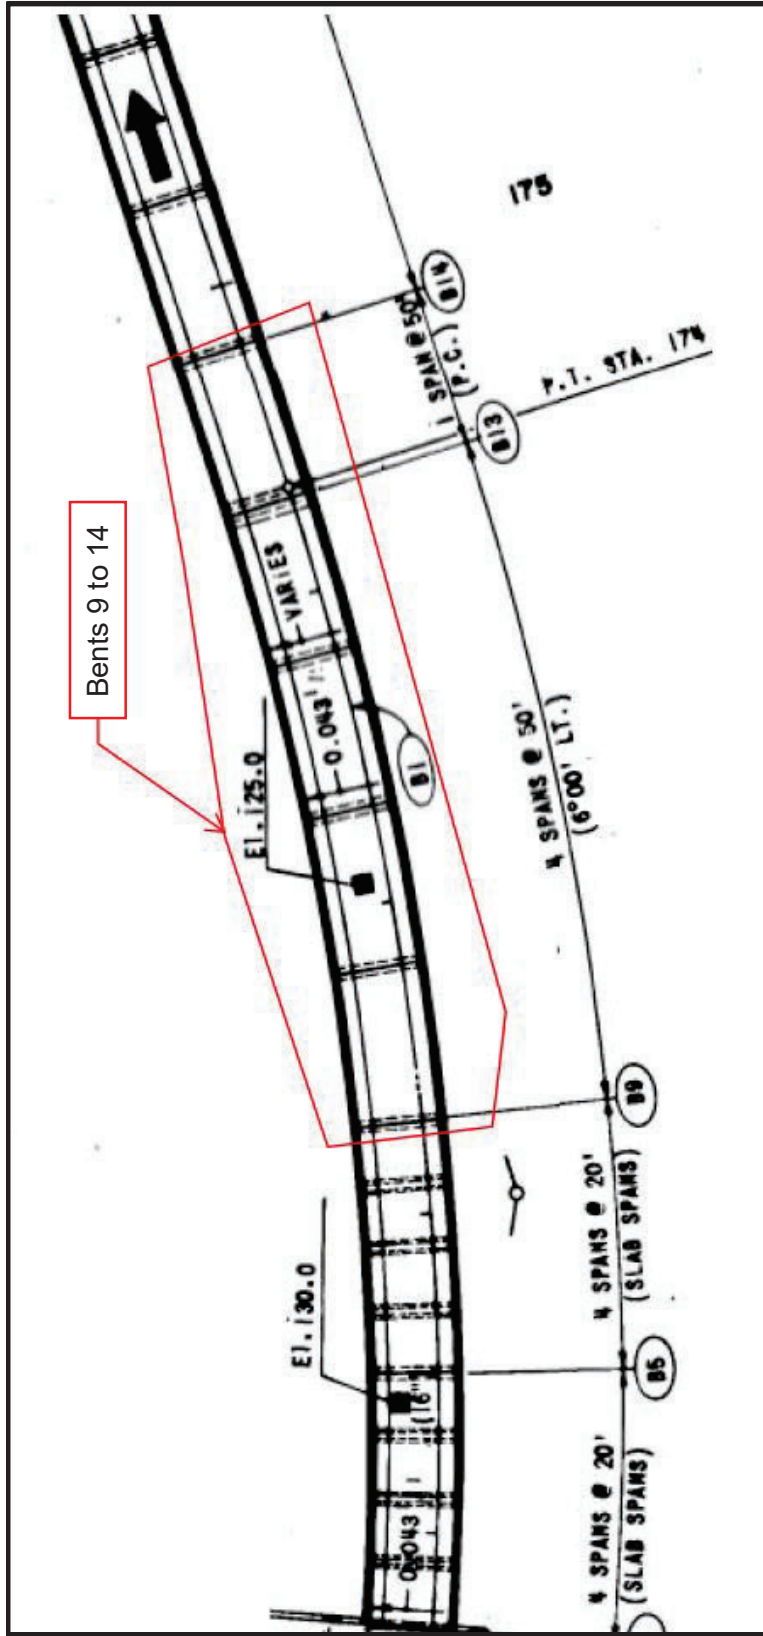 175
B14
1 SPAN @ 50'
(P.C.)
B13
P.T. STA. 174
Bents 9 to 14
VARIES
0.043'/
B1
El. 125.0
4 SPANS @ 50'
(6°00' LT.)
B9
4 SPANS @ 20'
(SLAB SPANS)
El. 130.0
(16")
B5
0.043
4 SPANS @ 20'
(SLAB SPANS)